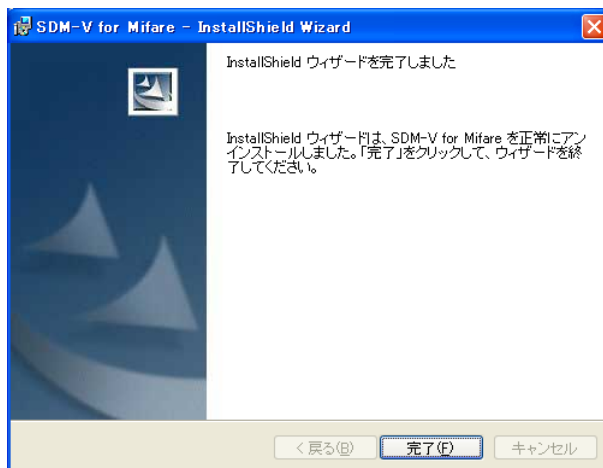 SDM-V for Mifare - InstallShield Wizard
InstallShield ウィザードを完了しました
InstallShield ウィザードは、SDM-V for Mifare を正常にアン
インストールしました。「完了」をクリックして、ウィザードを終
了してください。
< 戻る(B)
完了(F)
キャンセル